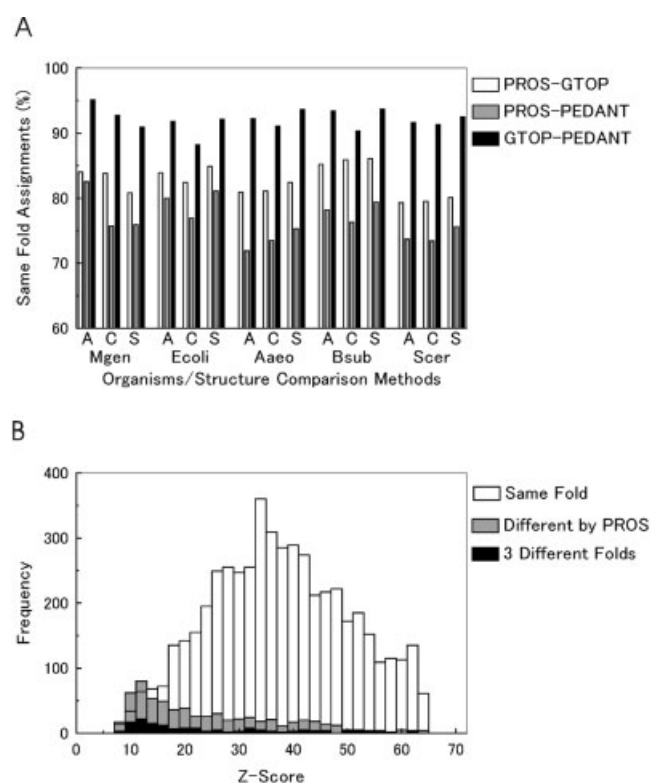 A
100
90
80
70
60
Same Fold Assignments (%)
PROS-GTOP
PROS-PEDANT
GTOP-PEDANT
A C S A C S A C S A C S A C S
Mgen Ecoli Aaeo Bsub Scer
Organisms/Structure Comparison Methods
B
400
300
200
100
0
Frequency
Same Fold
Different by PROS
3 Different Folds
0 10 20 30 40 50 60 70
Z-Score